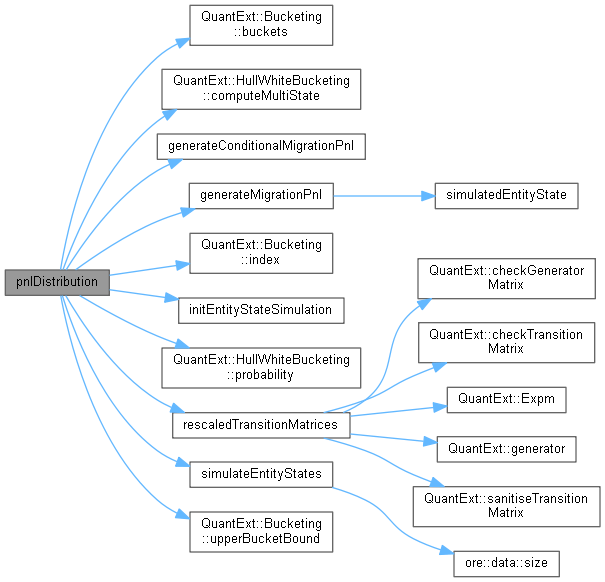 pnlDistribution
QuantExt::Bucketing
::buckets
QuantExt::HullWhiteBucketing
::computeMultiState
generateConditionalMigrationPnl
generateMigrationPnl
simulatedEntityState
QuantExt::Bucketing
::index
initEntityStateSimulation
QuantExt::HullWhiteBucketing
::probability
rescaledTransitionMatrices
QuantExt::checkGenerator
Matrix
QuantExt::checkTransition
Matrix
QuantExt::Expm
QuantExt::generator
QuantExt::sanitiseTransition
Matrix
simulateEntityStates
ore::data::size
QuantExt::Bucketing
::upperBucketBound